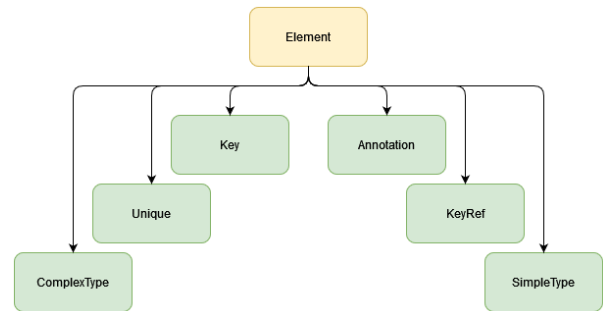 Element
Key
Annotation
Unique
KeyRef
ComplexType
SimpleType